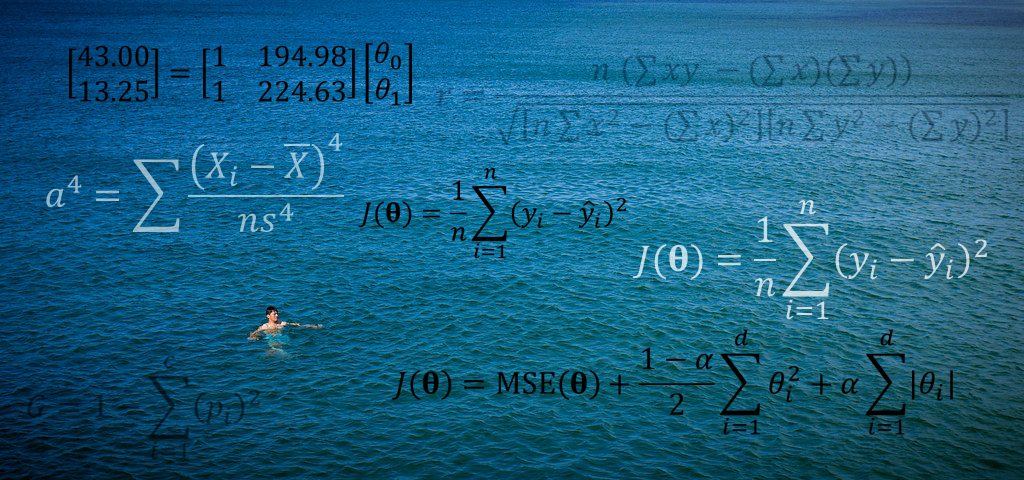 [43.00 13.25] = [1 194.98 1 224.63] [θ₀ θ₁]
r = n (∑xy − (∑x)(∑y)) / √[n∑x² − (∑x)²][n∑y² − (∑y)²]
a⁴ = ∑ (Xᵢ − X̄)⁴ / ns⁴
J(θ) = 1/n ∑ᵢ₌₁ⁿ (yᵢ − ŷᵢ)²
J(θ) = 1/n ∑ᵢ₌₁ⁿ (yᵢ − ŷᵢ)²
J(θ) = MSE(θ) + (1 − α)/2 ∑ᵢ₌₁ᵈ θᵢ² + α ∑ᵢ₌₁ᵈ |θᵢ|
G 1 ∑ᵢ₌₁ᶜ (pᵢ)²